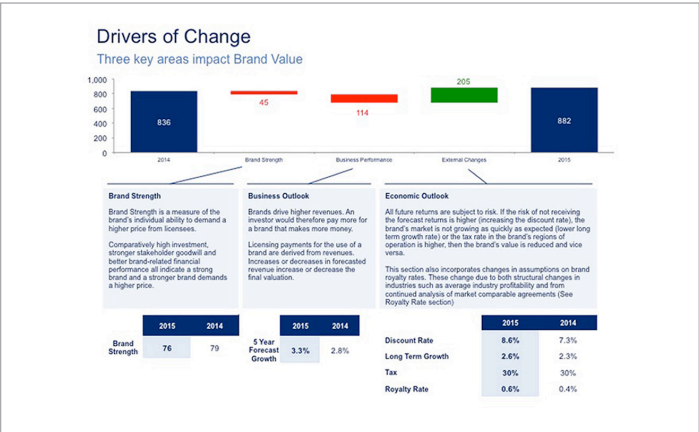 Drivers of Change
Three key areas impact Brand Value
1,000
800
600
400
200
0
836
45
114
205
882
2014
Brand Strength
Business Performance
External Changes
2015
Brand Strength
Brand Strength is a measure of the
brand's individual ability to demand a
higher price from licensees.
Comparatively high investment,
stronger stakeholder goodwill and
better brand-related financial
performance all indicate a strong
brand and a stronger brand demands
a higher price.
Business Outlook
Brands drive higher revenues. An
investor would therefore pay more for
a brand that makes more money.
Licensing payments for the use of a
brand are derived from revenues.
Increases or decreases in forecasted
revenue increase or decrease the
final valuation.
Economic Outlook
All future returns are subject to risk. If the risk of not receiving
the forecast returns is higher (increasing the discount rate), the
brand's market is not growing as quickly as expected (lower long
term growth rate) or the tax rate in the brand's regions of
operation is higher, then the brand's value is reduced and vice
versa.
This section also incorporates changes in assumptions on brand
royalty rates. These change due to both structural changes in
industries such as average industry profitability and from
continued analysis of market comparable agreements (See
Royalty Rate section)
2015 2014
Brand
Strength
76 79
2015 2014
5 Year
Forecast
Growth
3.3% 2.8%
2015 2014
Discount Rate 8.6% 7.3%
Long Term Growth 2.6% 2.3%
Tax 30% 30%
Royalty Rate 0.6% 0.4%